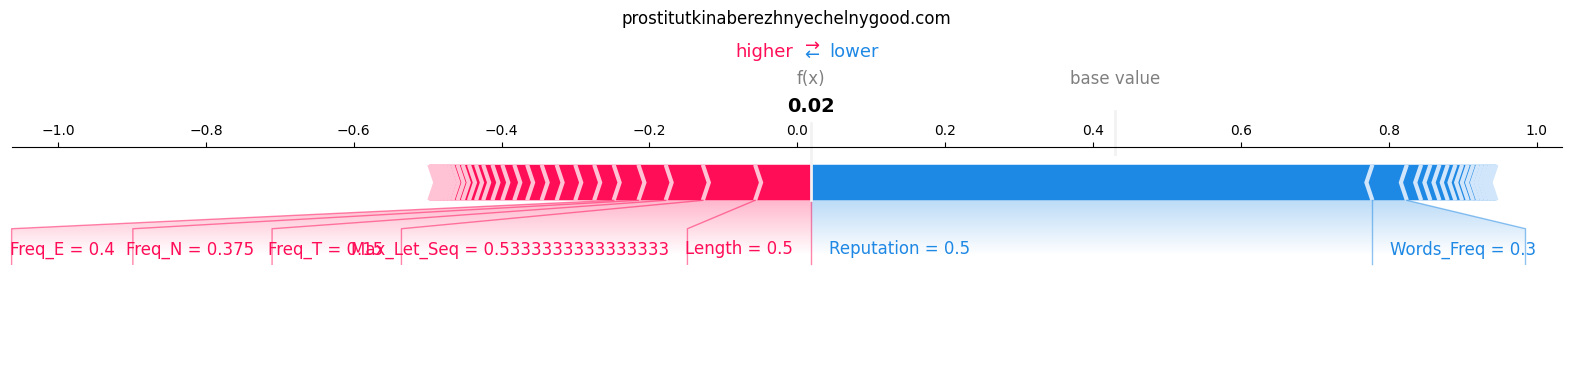 prostitutkinaberezhnyechelnygood.com
higher ⇄ lower
f(x) base value
0.02
−1.0 −0.8 −0.6 −0.4 −0.2 0.0 0.2 0.4 0.6 0.8 1.0
Freq_E = 0.4 Freq_N = 0.375 Freq_T = 0.15 Max_Let_Seq = 0.5333333333333333 Length = 0.5 Reputation = 0.5 Words_Freq = 0.3